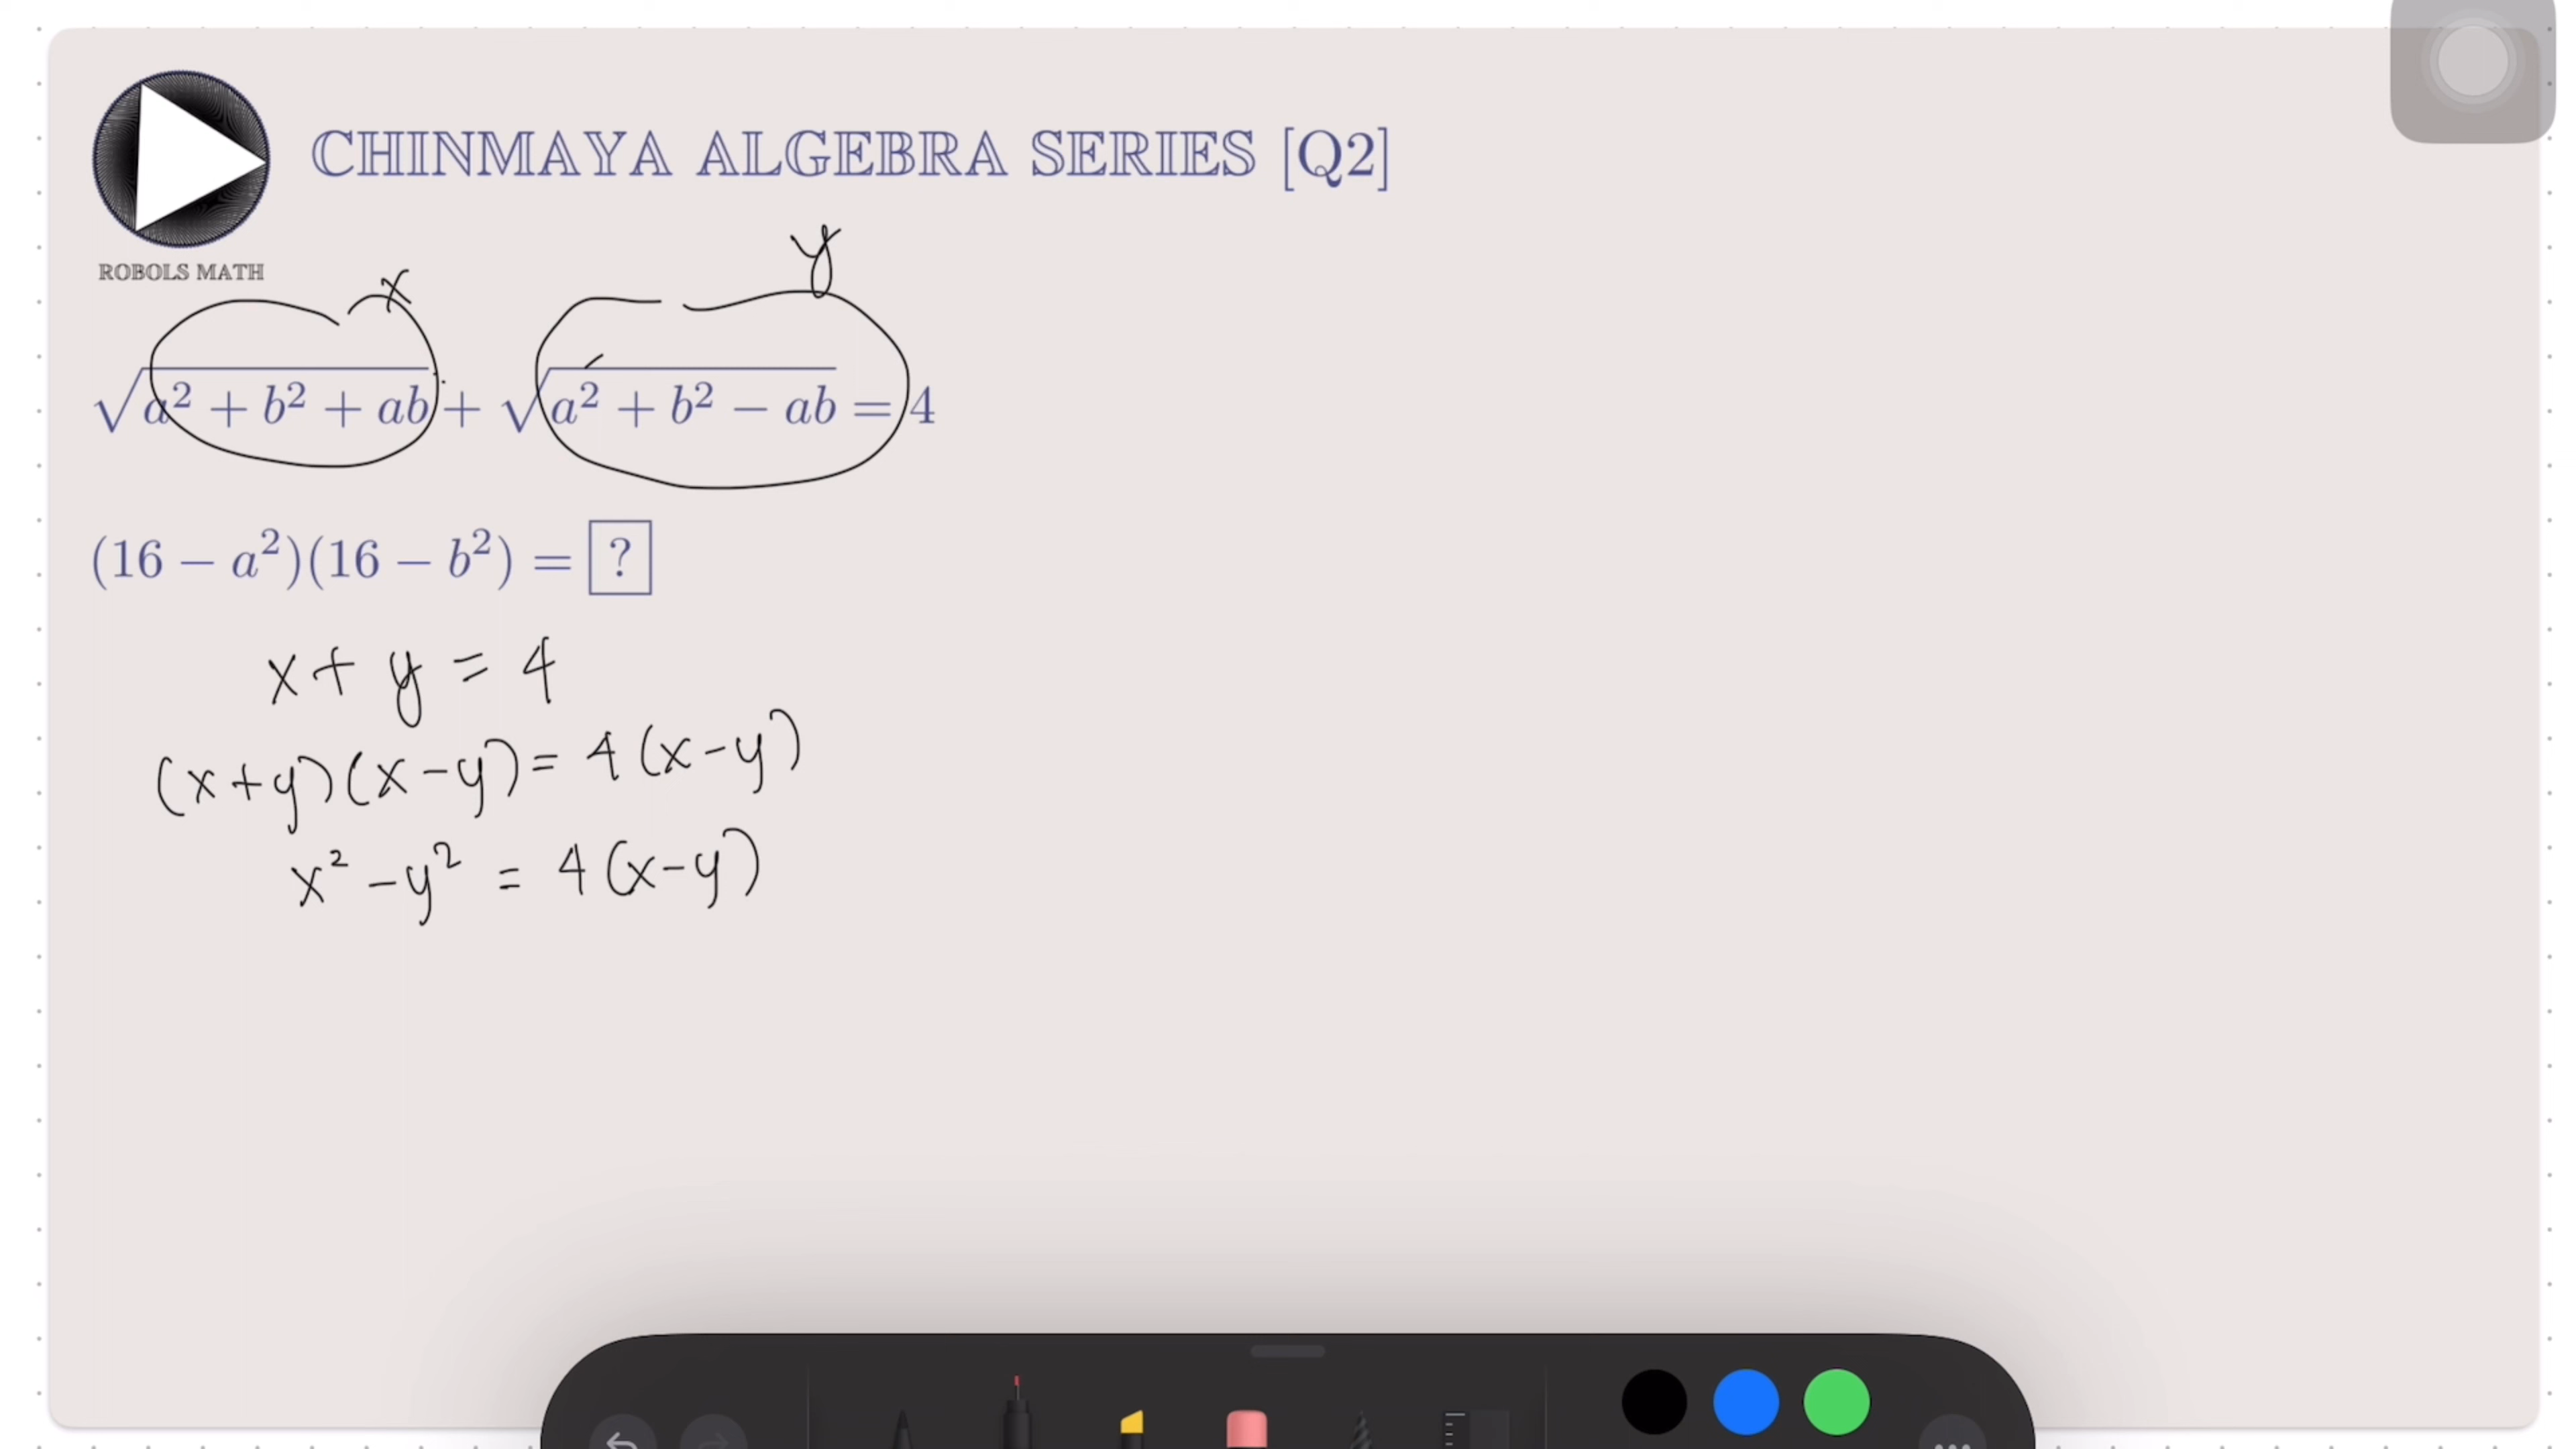 CHINMAYA ALGEBRA SERIES [Q2]
ROBOLS MATH
x
y
√(a² + b² + ab) + √(a² + b² − ab) = 4
(16 − a²)(16 − b²) = ?
x + y = 4
(x+y)(x−y) = 4(x−y)
x² − y² = 4(x−y)